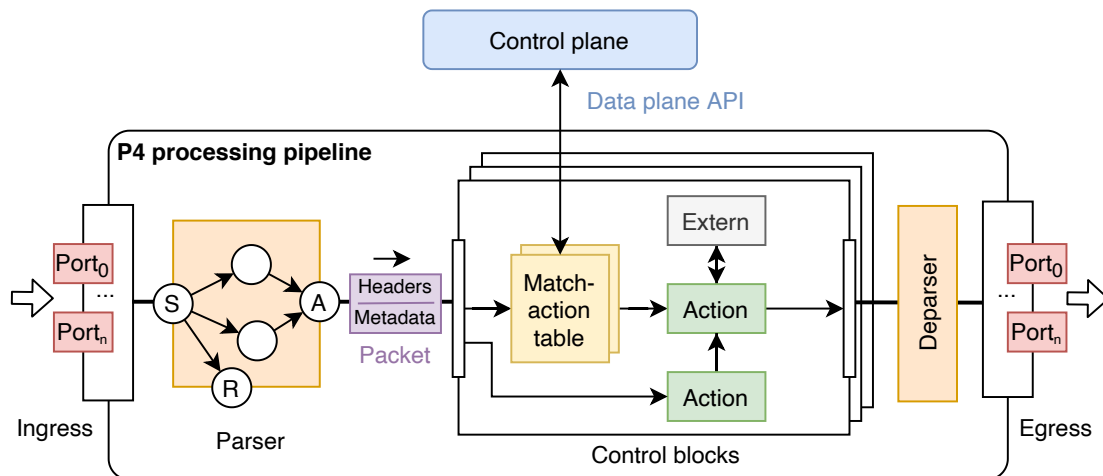 Control plane
Data plane API
P4 processing pipeline
Port0
...
Portn
Ingress
S
A
R
Parser
Headers
Metadata
Packet
Match-
action
table
Extern
Action
Action
Control blocks
Deparser
Port0
...
Portn
Egress